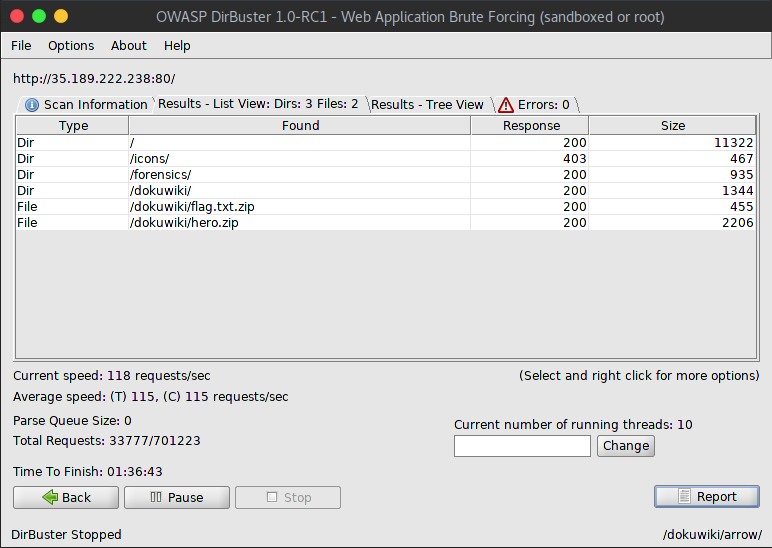 OWASP DirBuster 1.0-RC1 - Web Application Brute Forcing (sandboxed or root)
File Options About Help
http://35.189.222.238:80/
Scan Information Results - List View: Dirs: 3 Files: 2 Results - Tree View Errors: 0
Type Found Response Size
Dir / 200 11322
Dir /icons/ 403 467
Dir /forensics/ 200 935
Dir /dokuwiki/ 200 1344
File /dokuwiki/flag.txt.zip 200 455
File /dokuwiki/hero.zip 200 2206
Current speed: 118 requests/sec (Select and right click for more options)
Average speed: (T) 115, (C) 115 requests/sec
Parse Queue Size: 0
Current number of running threads: 10
Total Requests: 33777/701223
Change
Time To Finish: 01:36:43
Back Pause Stop Report
DirBuster Stopped /dokuwiki/arrow/